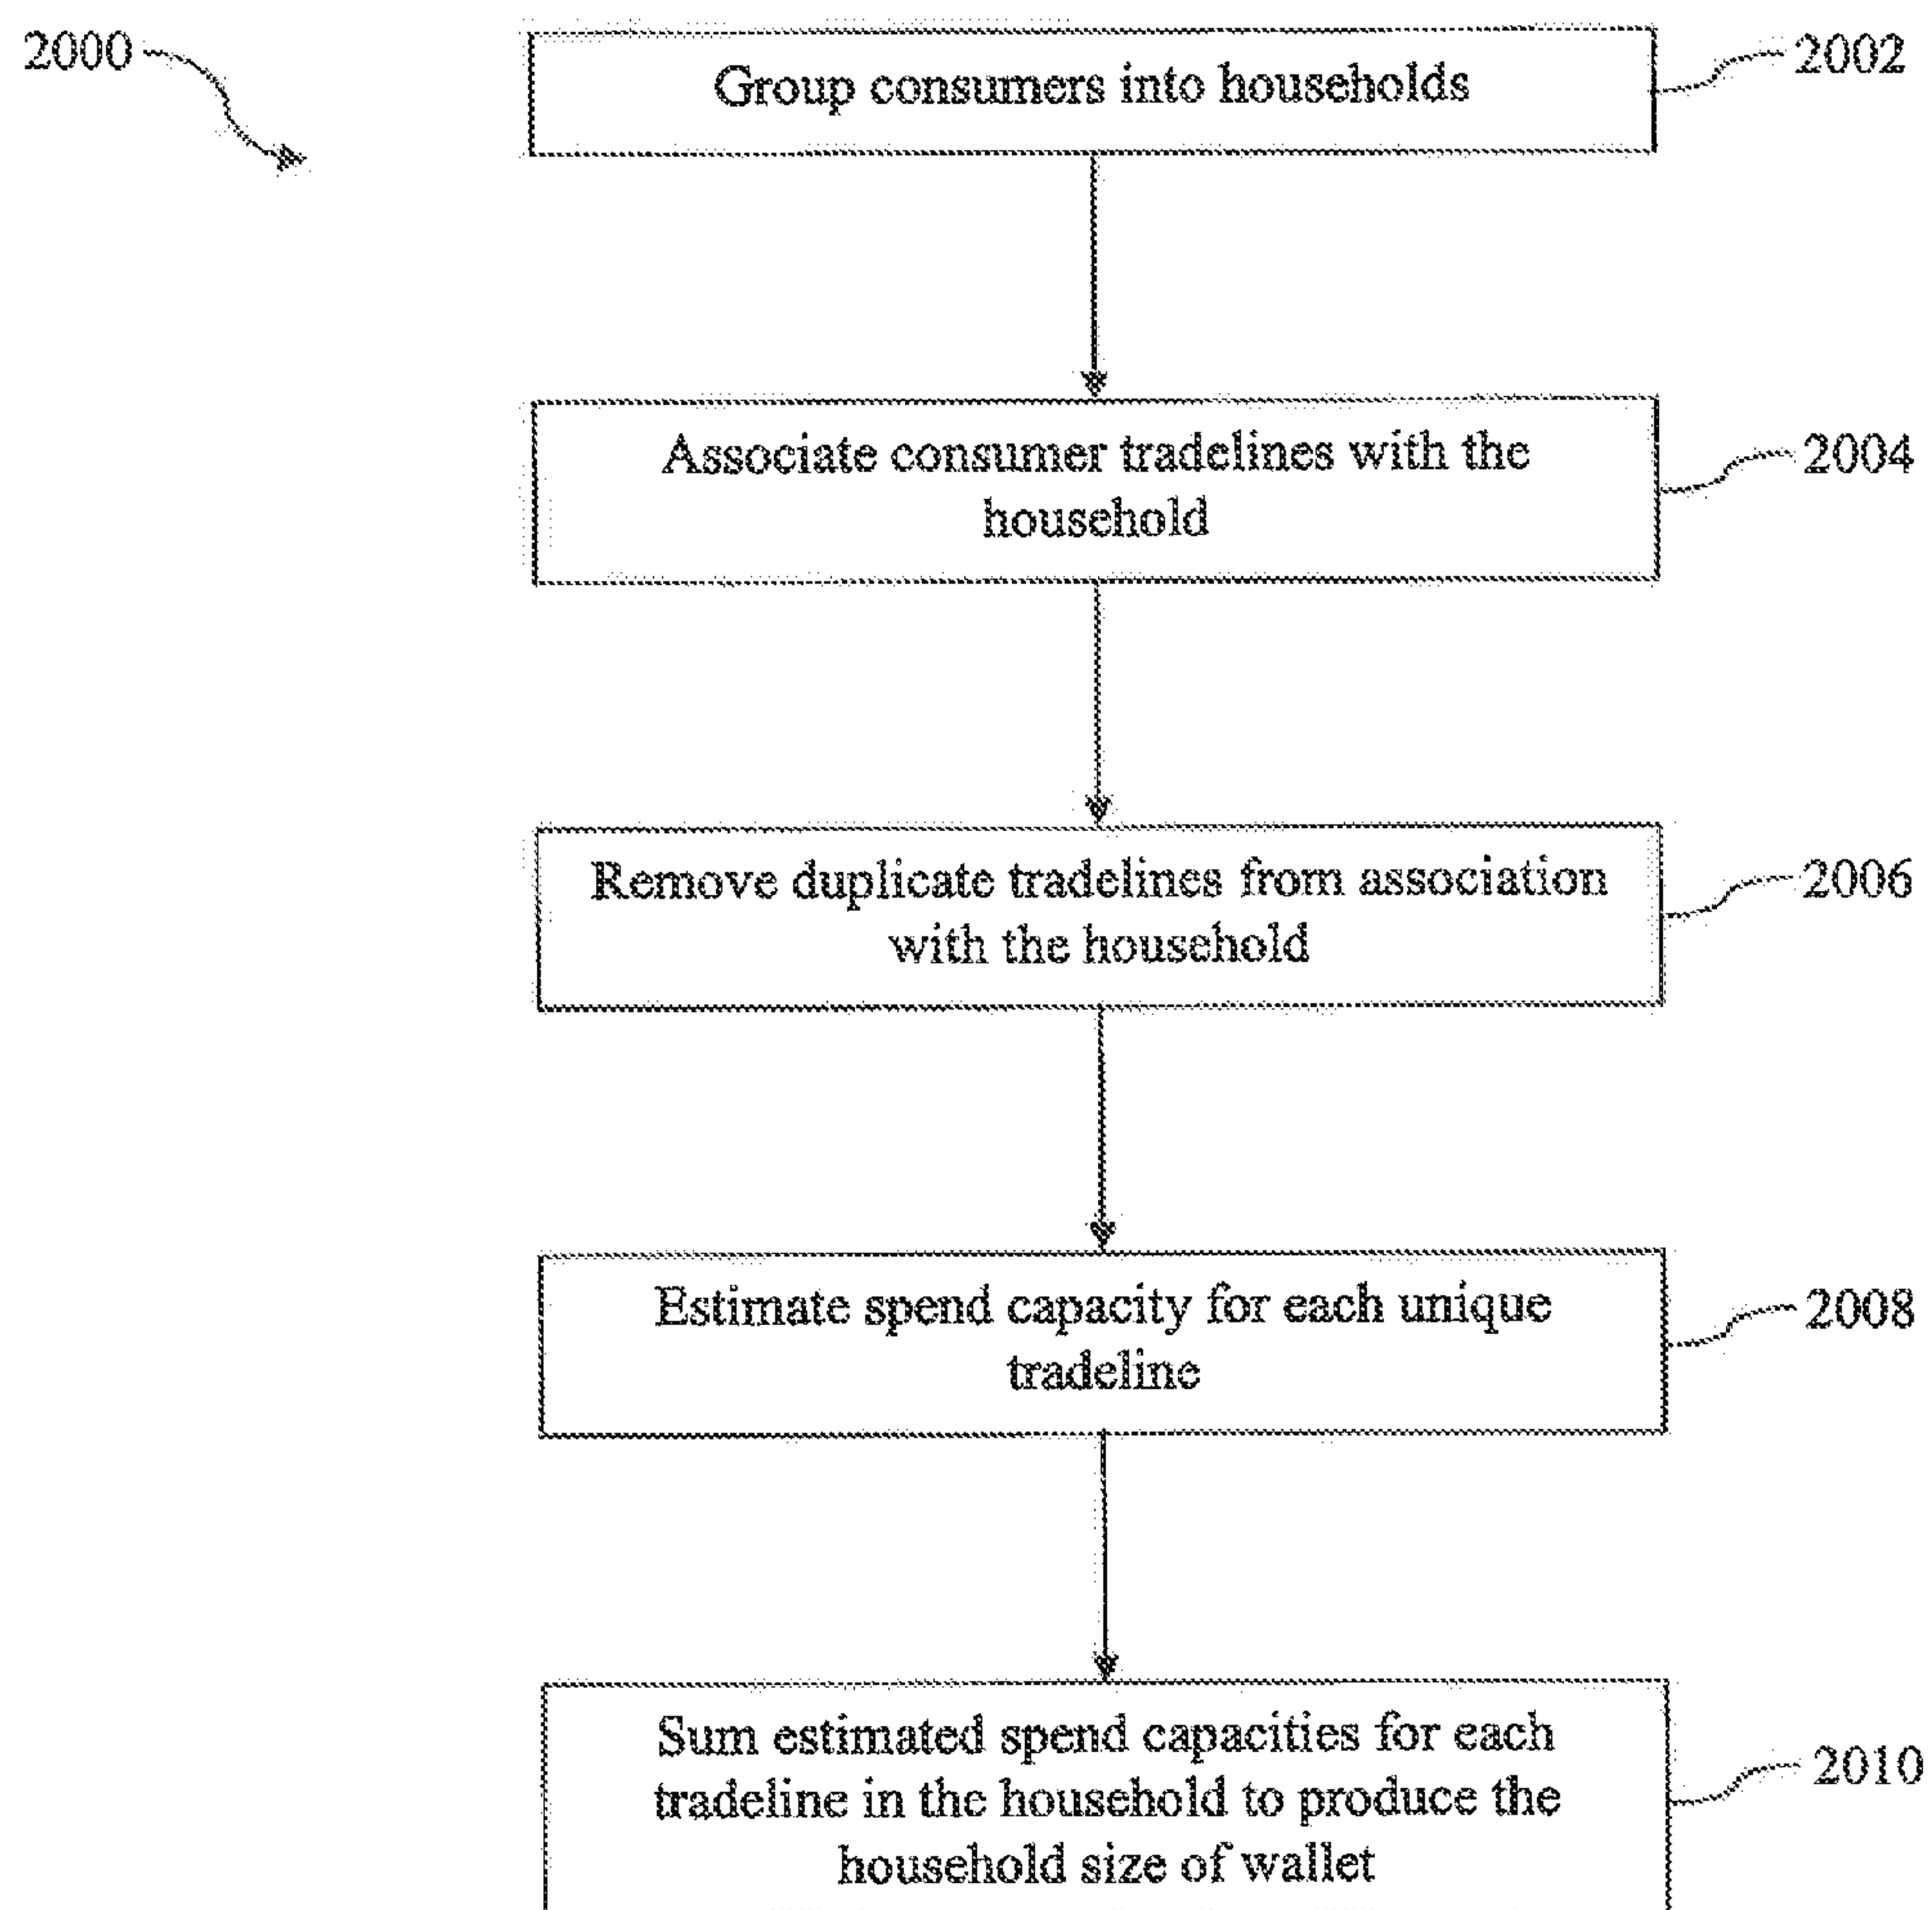 2000
Group consumers into households
2002
Associate consumer tradelines with the
household
2004
Remove duplicate tradelines from association
with the household
2006
Estimate spend capacity for each unique
tradeline
2008
Sum estimated spend capacities for each
tradeline in the household to produce the
household size of wallet
2010